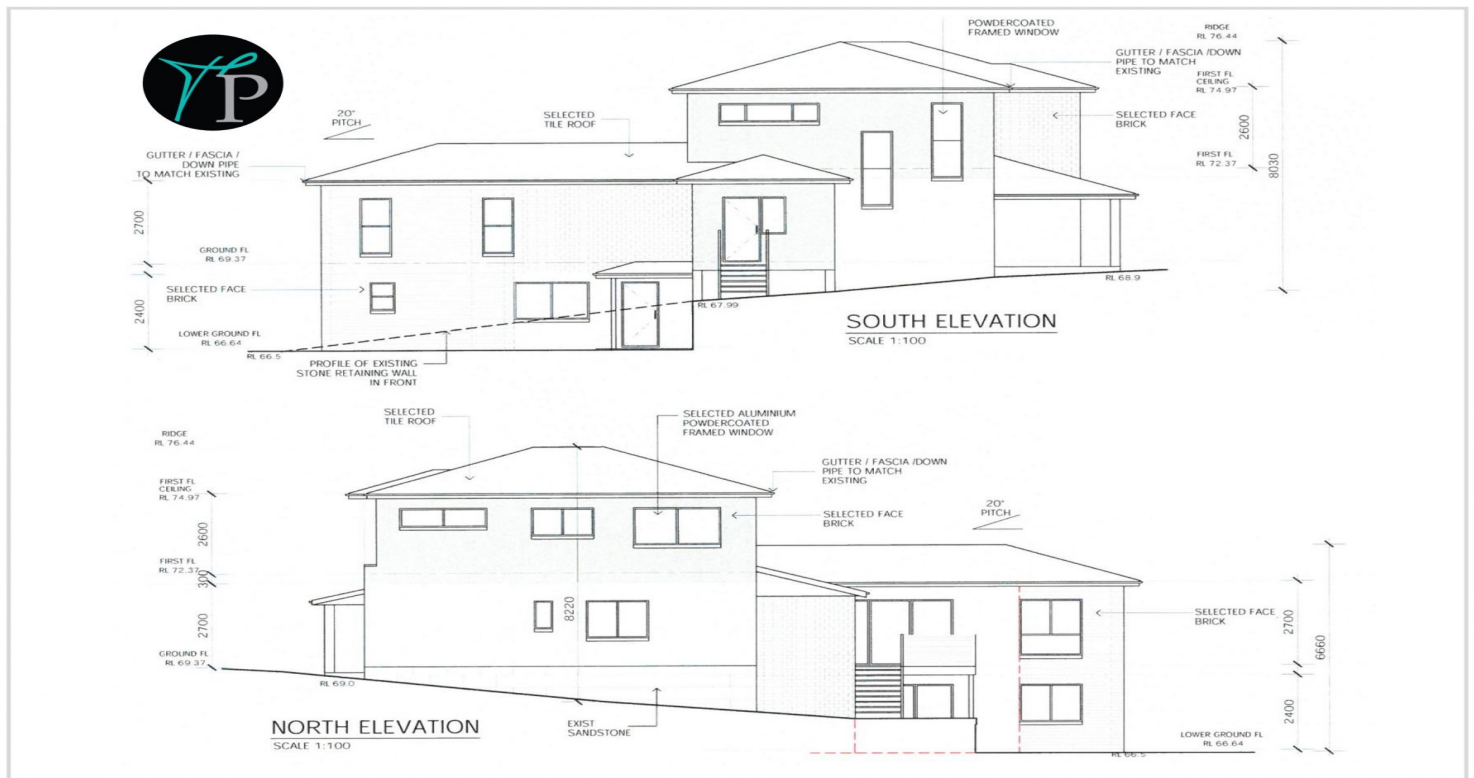 P
POWDERCOATED
FRAMED WINDOW
RIDGE
RL 76.44
GUTTER / FASCIA /DOWN
PIPE TO MATCH
EXISTING
FIRST FL
CEILING
RL 74.97
20°
PITCH
SELECTED
TILE ROOF
SELECTED FACE
BRICK
2600
8030
GUTTER / FASCIA /
DOWN PIPE
TO MATCH EXISTING
FIRST FL
RL 72.37
2700
GROUND FL
RL 69.37
SELECTED FACE
BRICK
2400
RL 68.9
RL 67.99
LOWER GROUND FL
RL 66.64
SOUTH ELEVATION
SCALE 1:100
RL 66.5
PROFILE OF EXISTING
STONE RETAINING WALL
IN FRONT
SELECTED
TILE ROOF
SELECTED ALUMINIUM
POWDERCOATED
FRAMED WINDOW
RIDGE
RL 76.44
GUTTER / FASCIA /DOWN
PIPE TO MATCH
EXISTING
FIRST FL
CEILING
RL 74.97
SELECTED FACE
BRICK
20°
PITCH
2600
FIRST FL
RL 72.37
300
2700
8220
SELECTED FACE
BRICK
2700
6660
GROUND FL
RL 69.37
RL 69.0
2400
NORTH ELEVATION
SCALE 1:100
EXIST
SANDSTONE
LOWER GROUND FL
RL 66.64
RL 66.5